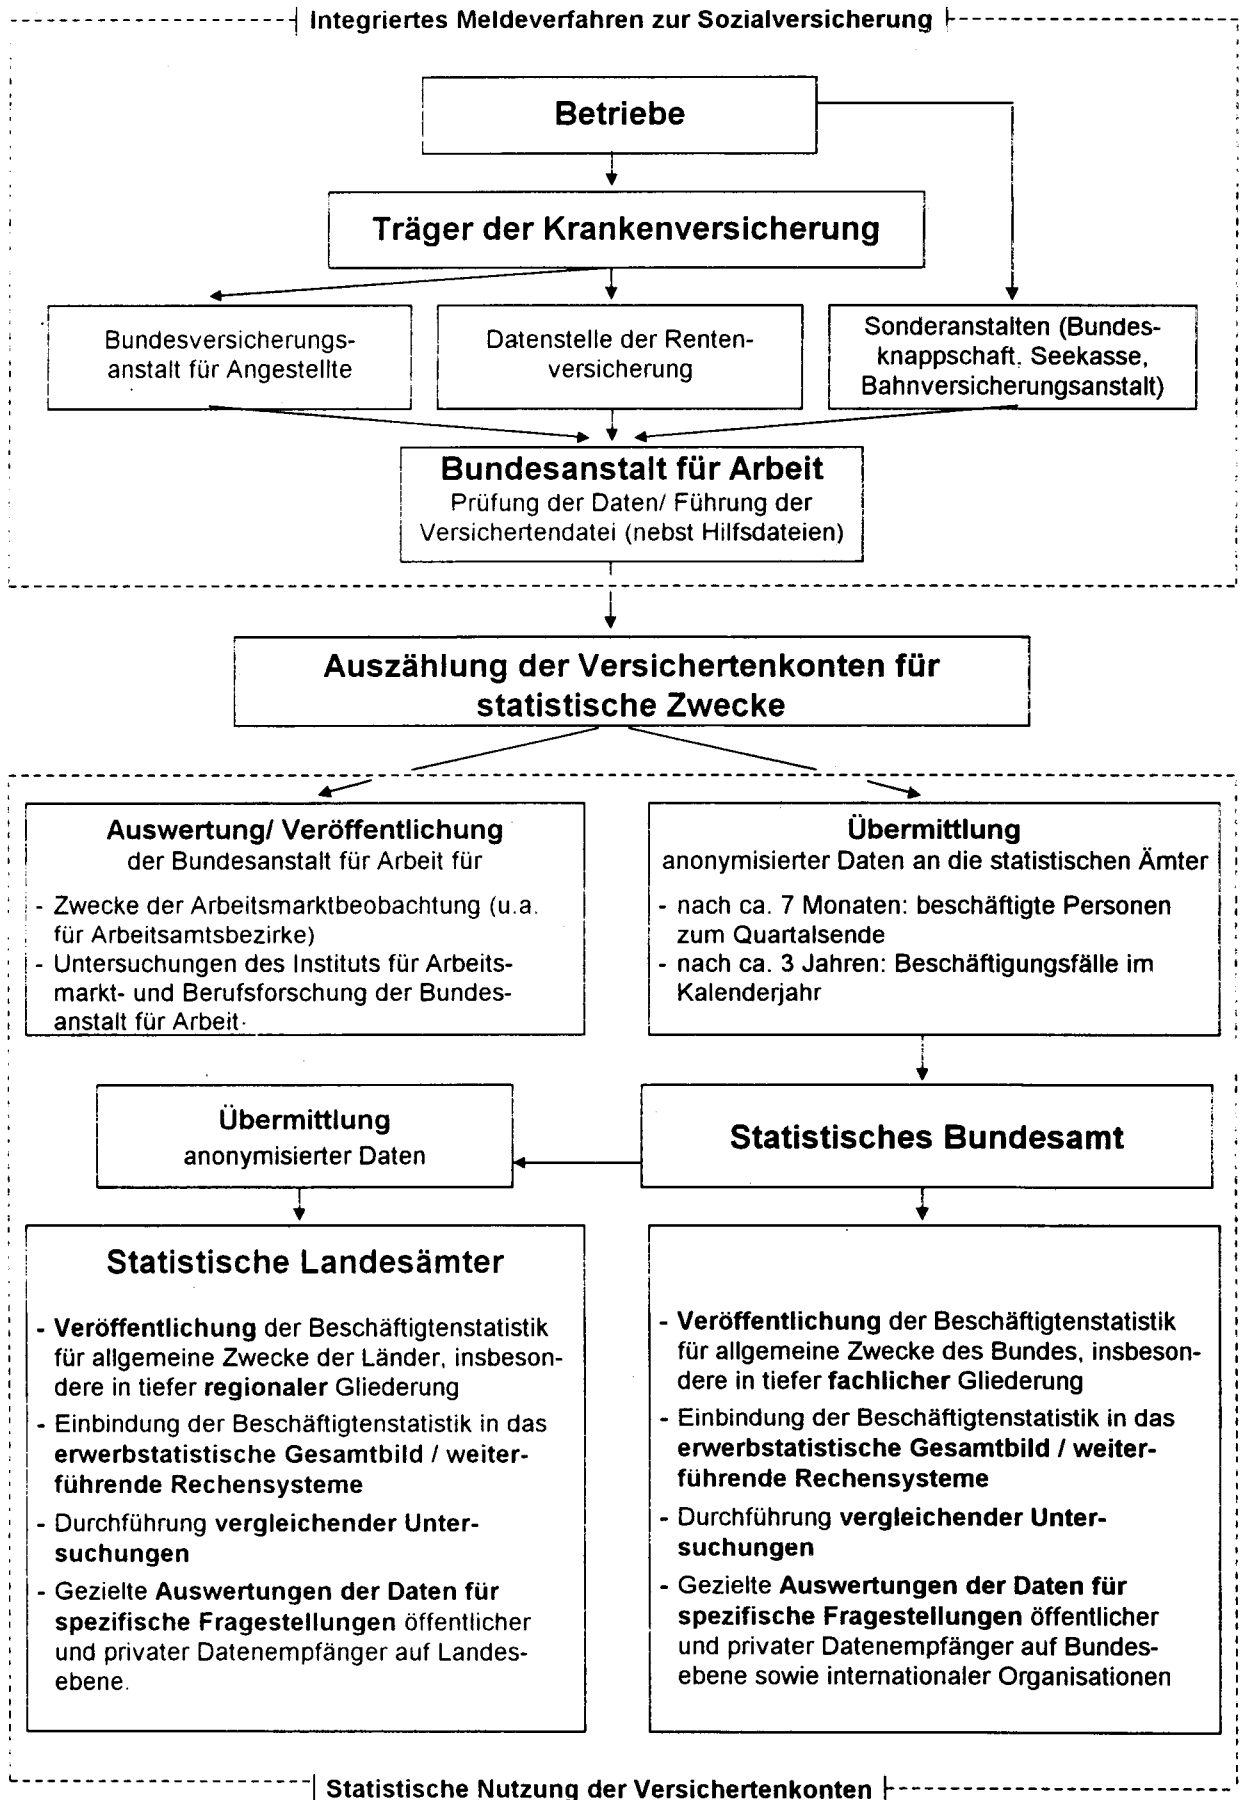 Integriertes Meldeverfahren zur Sozialversicherung
Betriebe
Träger der Krankenversicherung
Bundesversicherungs-
anstalt für Angestellte
Datenstelle der Renten-
versicherung
Sonderanstalten (Bundes-
knappschaft. Seekasse,
Bahnversicherungsanstalt)
Bundesanstalt für Arbeit
Prüfung der Daten/ Führung der
Versichertendatei (nebst Hilfsdateien)
Auszählung der Versichertenkonten für
statistische Zwecke
Auswertung/ Veröffentlichung
der Bundesanstalt für Arbeit für
- Zwecke der Arbeitsmarktbeobachtung (u.a.
für Arbeitsamtsbezirke)
- Untersuchungen des Instituts für Arbeits-
markt- und Berufsforschung der Bundes-
anstalt für Arbeit
Übermittlung
anonymisierter Daten an die statistischen Ämter
- nach ca. 7 Monaten: beschäftigte Personen
zum Quartalsende
- nach ca. 3 Jahren: Beschäftigungsfälle im
Kalenderjahr
Übermittlung
anonymisierter Daten
Statistisches Bundesamt
Statistische Landesämter
- Veröffentlichung der Beschäftigtenstatistik
für allgemeine Zwecke der Länder, insbeson-
dere in tiefer regionaler Gliederung
- Einbindung der Beschäftigtenstatistik in das
erwerbstatistische Gesamtbild / weiter-
führende Rechensysteme
- Durchführung vergleichender Unter-
suchungen
- Gezielte Auswertungen der Daten für
spezifische Fragestellungen öffentlicher
und privater Datenempfänger auf Landes-
ebene.
- Veröffentlichung der Beschäftigtenstatistik
für allgemeine Zwecke des Bundes, insbeson-
dere in tiefer fachlicher Gliederung
- Einbindung der Beschäftigtenstatistik in das
erwerbstatistische Gesamtbild / weiter-
führende Rechensysteme
- Durchführung vergleichender Unter-
suchungen
- Gezielte Auswertungen der Daten für
spezifische Fragestellungen öffentlicher
und privater Datenempfänger auf Bundes-
ebene sowie internationaler Organisationen
Statistische Nutzung der Versichertenkonten